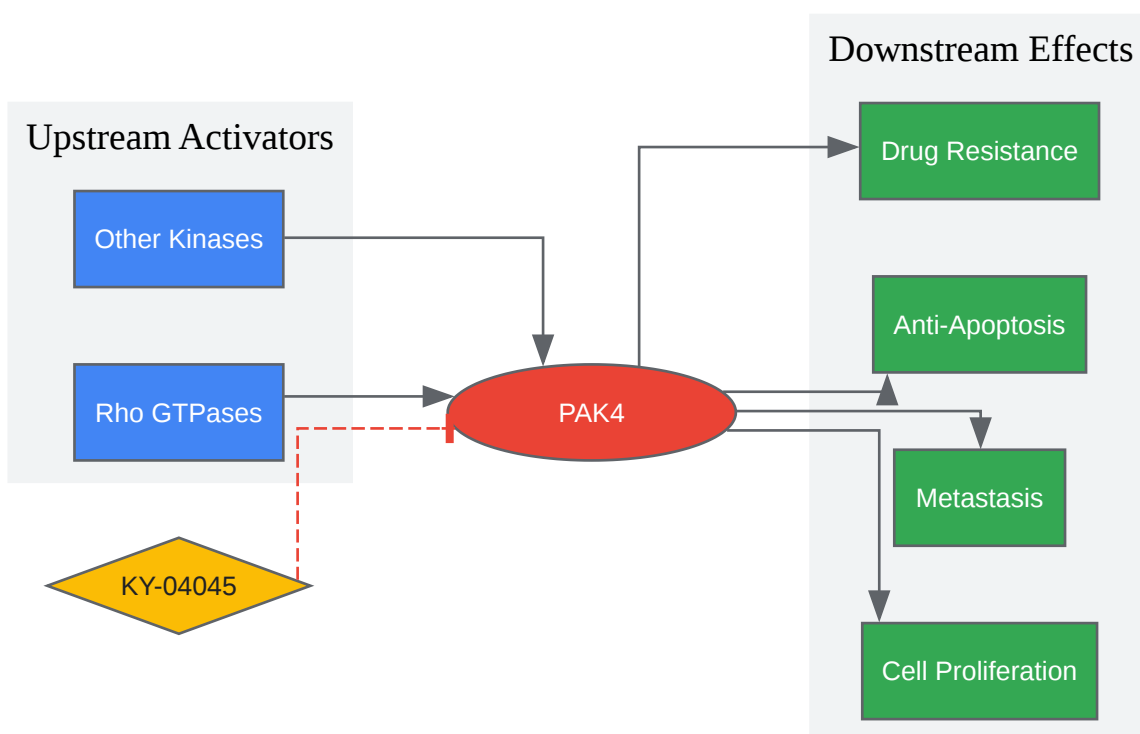 Upstream Activators
Other Kinases
Rho GTPases
KY-04045
PAK4
Downstream Effects
Drug Resistance
Anti-Apoptosis
Metastasis
Cell Proliferation